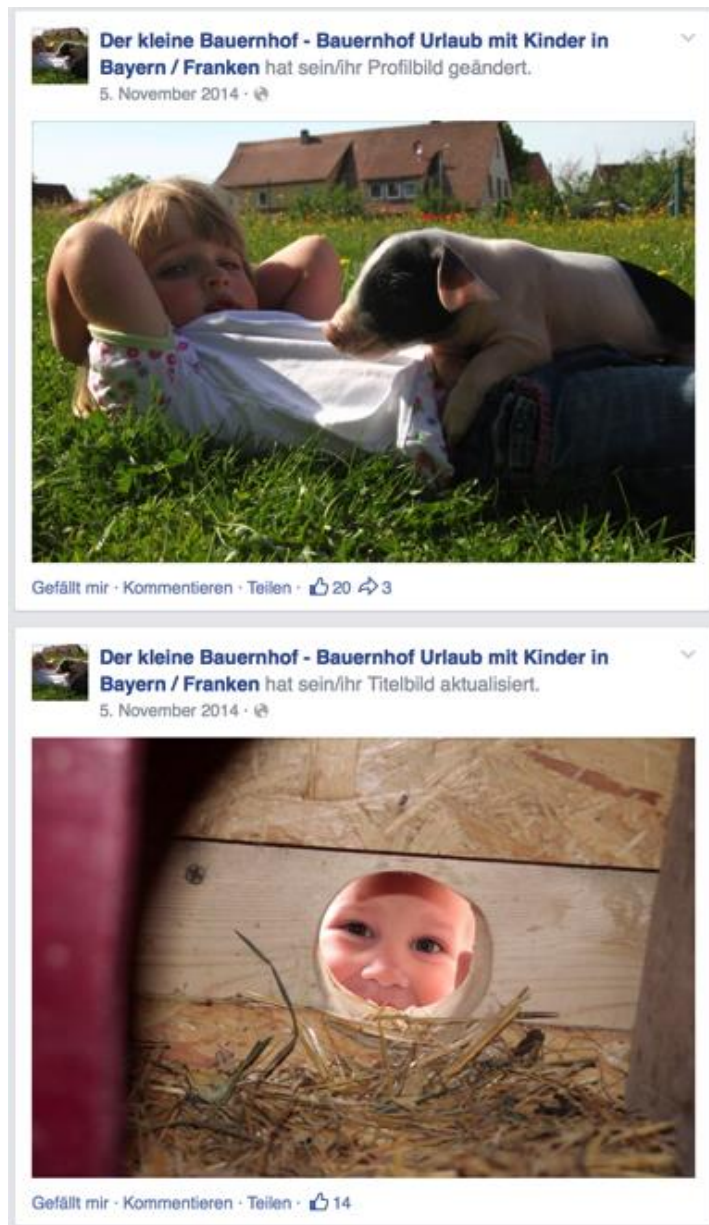 Der kleine Bauernhof - Bauernhof Urlaub mit Kinder in
Bayern / Franken hat sein/ihr Profilbild geändert.
5. November 2014 ·
Gefällt mir · Kommentieren · Teilen · 20 3
Der kleine Bauernhof - Bauernhof Urlaub mit Kinder in
Bayern / Franken hat sein/ihr Titelbild aktualisiert.
5. November 2014 ·
Gefällt mir · Kommentieren · Teilen · 14